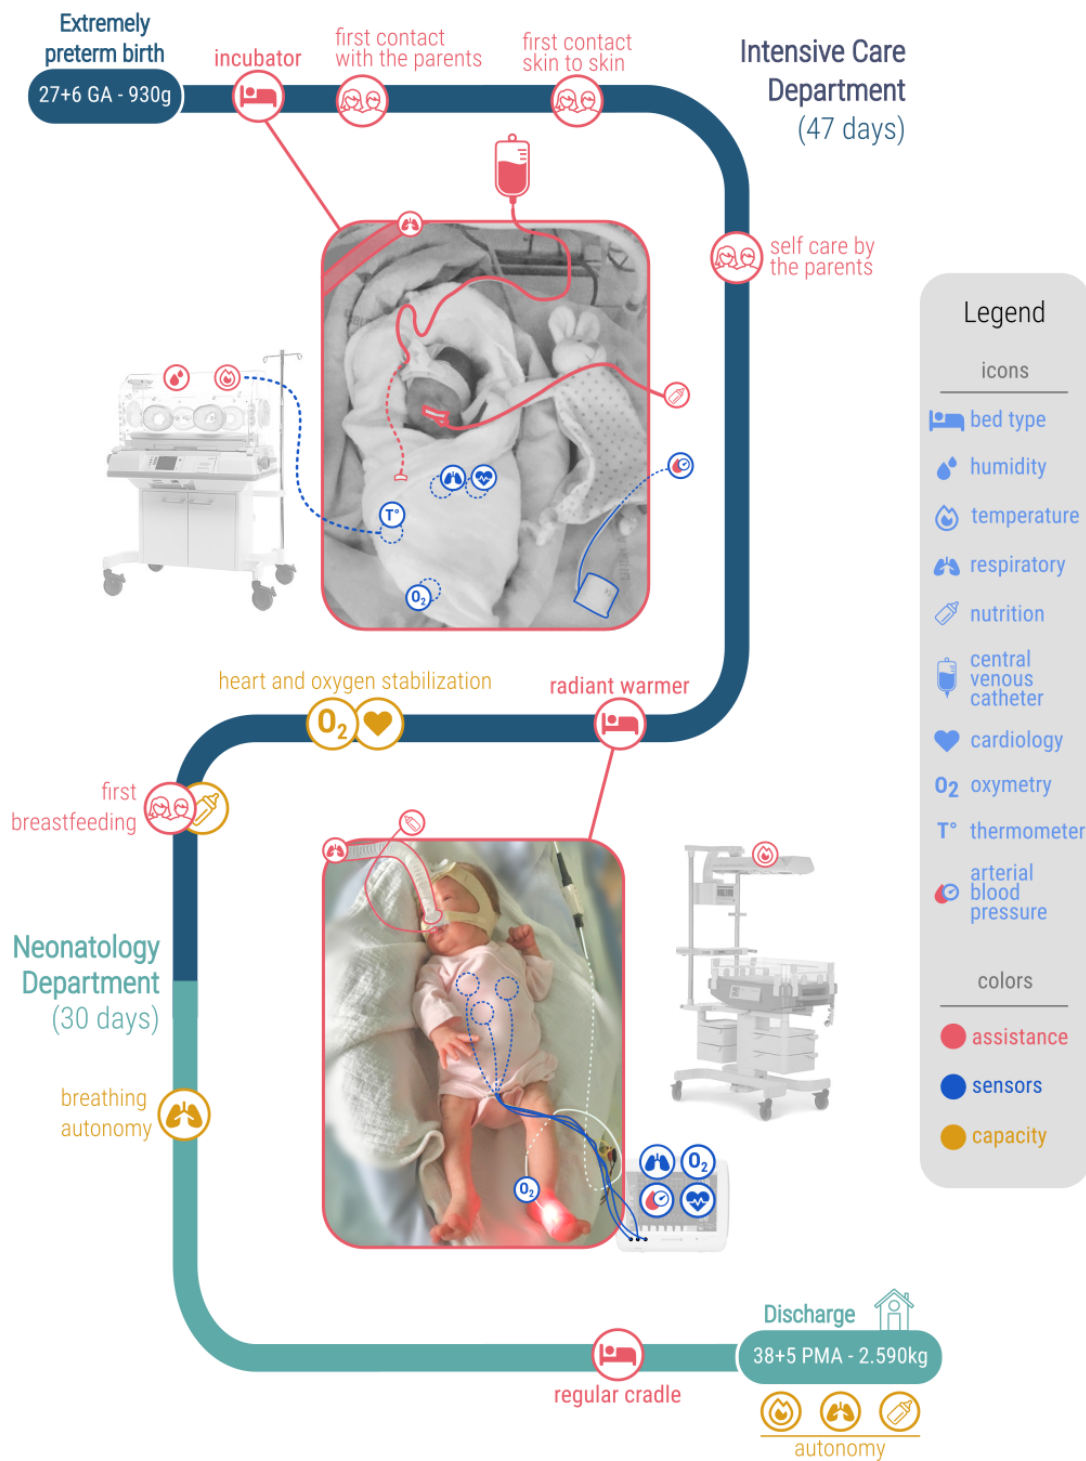 Extremely
preterm birth
27+6 GA - 930g
incubator
first contact
with the parents
first contact
skin to skin
Intensive Care
Department
(47 days)
self care by
the parents
T°
O2
heart and oxygen stabilization
O2
radiant warmer
first
breastfeeding
Neonatology
Department
(30 days)
breathing
autonomy
O2
O2
regular cradle
Discharge
38+5 PMA - 2.590kg
autonomy
Legend
icons
bed type
humidity
temperature
respiratory
nutrition
central
venous
catheter
cardiology
O2 oxymetry
T° thermometer
arterial
blood
pressure
colors
assistance
sensors
capacity